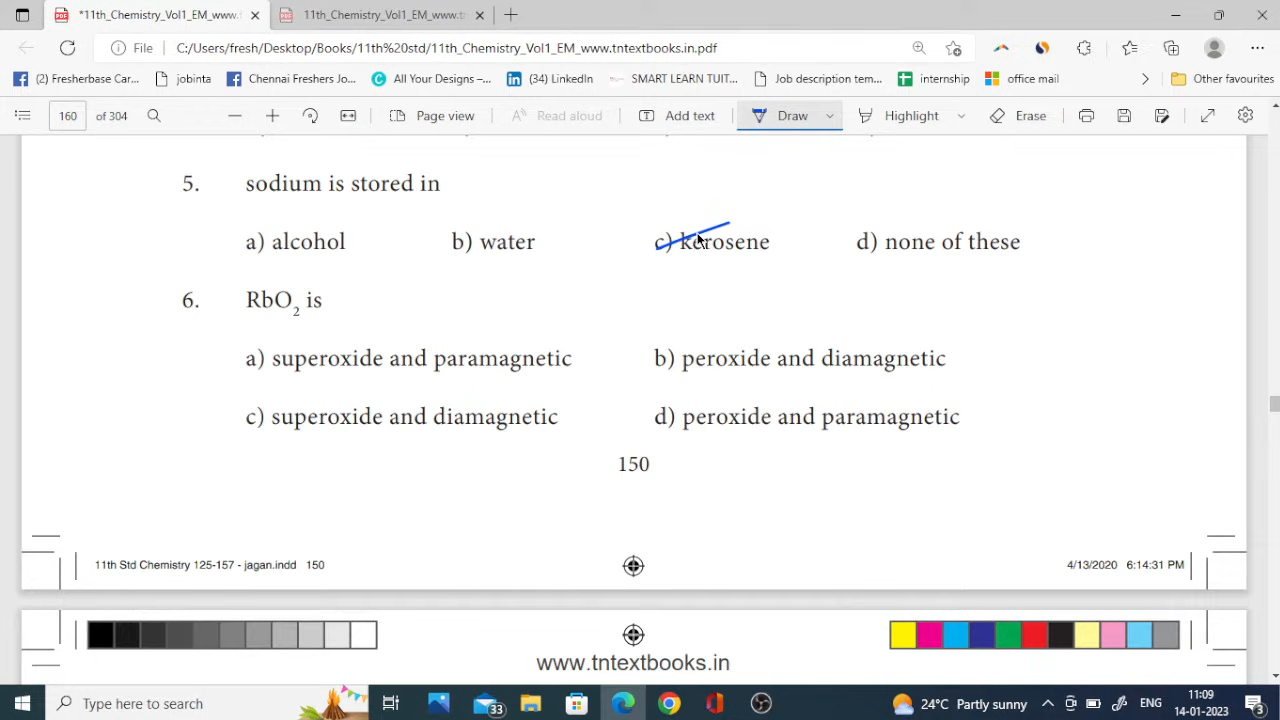 *11th_Chemistry_Vol1_EM_www.t
11th_Chemistry_Vol1_EM_www.tr
File
C:/Users/fresh/Desktop/Books/11th%20std/11th_Chemistry_Vol1_EM_www.tntextbooks.in.pdf
(2) Fresherbase Car...
jobinta
Chennai Freshers Jo...
All Your Designs –...
(34) LinkedIn
SMART LEARN TUIT...
Job description tem...
internship
office mail
Other favourites
160 of 304
Page view
Read aloud
Add text
Draw
Highlight
Erase
5. sodium is stored in
a) alcohol b) water c) kerosene d) none of these
6. RbO2 is
a) superoxide and paramagnetic b) peroxide and diamagnetic
c) superoxide and diamagnetic d) peroxide and paramagnetic
150
11th Std Chemistry 125-157 - jagan.indd 150
4/13/2020 6:14:31 PM
www.tntextbooks.in
Type here to search
33
24°C Partly sunny
ENG
11:09
14-01-2023
3